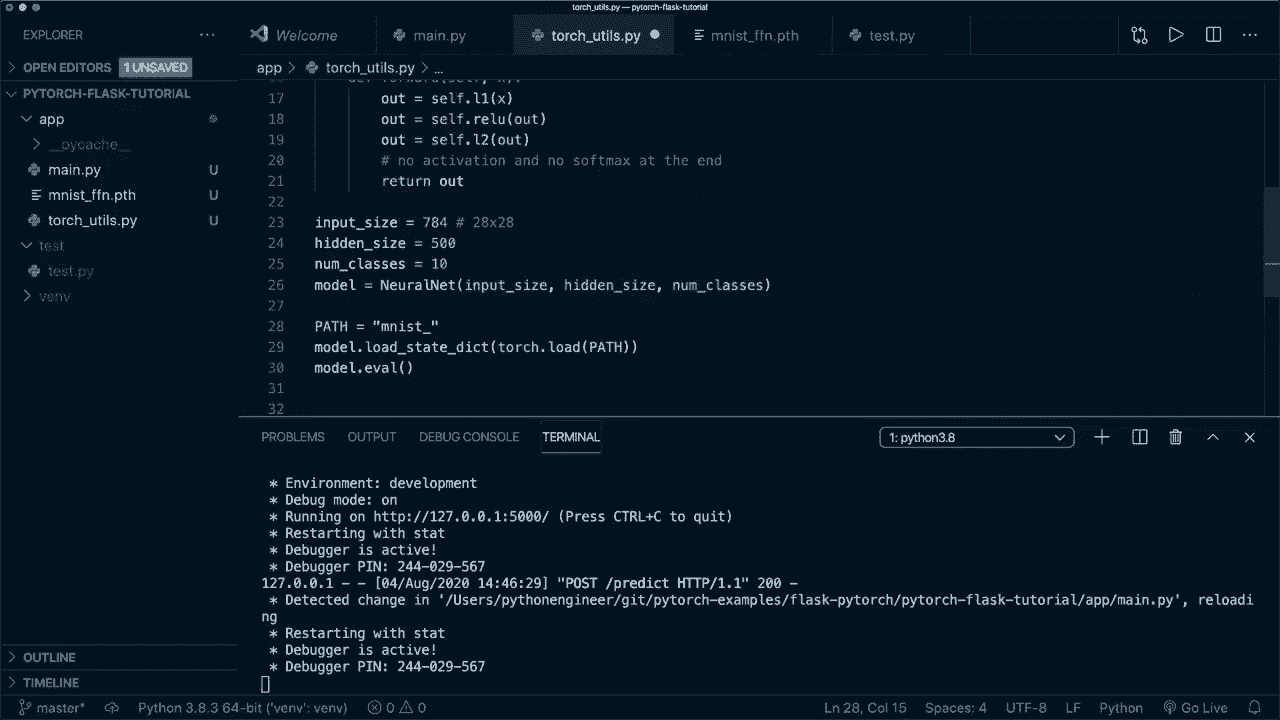 torch_utils.py — pytorch-flask-tutorial
EXPLORER ···
Welcome main.py torch_utils.py mnist_ffn.pth test.py
OPEN EDITORS 1 UNSAVED
app > torch_utils.py > ...
PYTORCH-FLASK-TUTORIAL
app
__pycache__
main.py U
mnist_ffn.pth U
torch_utils.py U
test
test.py
venv
OUTLINE
TIMELINE
def forward(self, x):
17 out = self.l1(x)
18 out = self.relu(out)
19 out = self.l2(out)
20 # no activation and no softmax at the end
21 return out
22
23 input_size = 784 # 28x28
24 hidden_size = 500
25 num_classes = 10
26 model = NeuralNet(input_size, hidden_size, num_classes)
27
28 PATH = "mnist_"
29 model.load_state_dict(torch.load(PATH))
30 model.eval()
31
32
PROBLEMS OUTPUT DEBUG CONSOLE TERMINAL 1: python3.8
* Environment: development
* Debug mode: on
* Running on http://127.0.0.1:5000/ (Press CTRL+C to quit)
* Restarting with stat
* Debugger is active!
* Debugger PIN: 244-029-567
127.0.0.1 - - [04/Aug/2020 14:46:29] "POST /predict HTTP/1.1" 200 -
* Detected change in '/Users/pythonengineer/git/pytorch-examples/flask-pytorch/pytorch-flask-tutorial/app/main.py', reloadi
ng
* Restarting with stat
* Debugger is active!
* Debugger PIN: 244-029-567
master* Python 3.8.3 64-bit ('venv': venv) 0 0 Ln 28, Col 15 Spaces: 4 UTF-8 LF Python Go Live